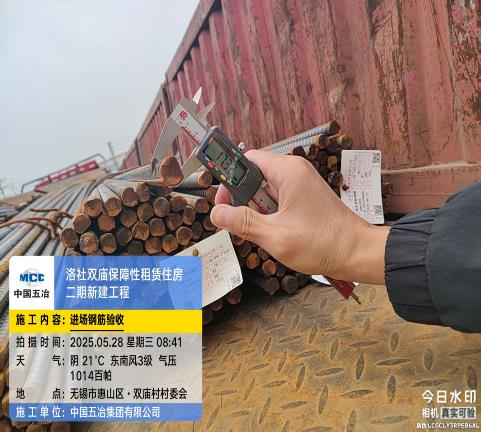 MCC
中国五冶
洛社双庙保障性租赁住房
二期新建工程
施工内容：进场钢筋验收
拍摄时间：2025.05.28 星期三 08:41
天气：阴 21℃ 东南风3级 气压
1014百帕
地点：无锡市惠山区·双庙村村委会
施工单位：中国五冶集团有限公司
今日水印
相机 真实可验